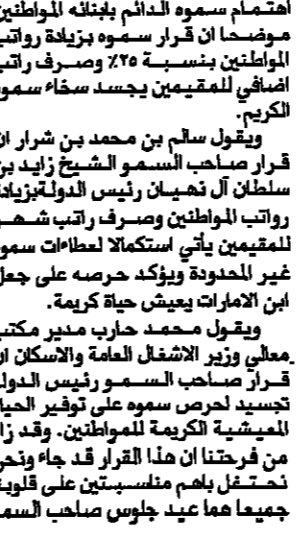 اهتمام سموه الدائم بابنائه المواطنين
موضحا ان قرار سموه بزيادة رواتب
المواطنين بنسبة ٢٥٪ وصرف راتب
اضافي للمقيمين يجسد سخاء سموه
الكريم.
ويقول سالم بن محمد بن شرار ان
قرار صاحب السمو الشيخ زايد بن
سلطان آل نهيان رئيس الدولة بزيادة
رواتب المواطنين وصرف راتب شهر
للمقيمين يأتي استكمالا لعطاءات سموه
غير المحدودة ويؤكد حرصه على جعل
ابن الامارات يعيش حياة كريمة.
ويقول محمد حارب مدير مكتب
معالي وزير الاشغال العامة والاسكان ان
قرار صاحب السمو رئيس الدولة
تجسيد لحرص سموه على توفير الحياة
المعيشية الكريمة للمواطنين. وقد زاد
من فرحتنا ان هذا القرار قد جاء ونحن
نحتفل باهم مناسبتين على قلوبنا
جميعا هما عيد جلوس صاحب السمو